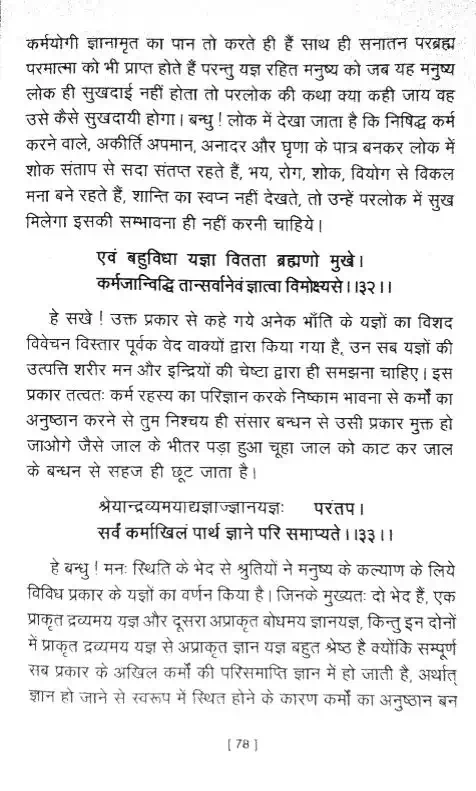 कर्मयोगी ज्ञानामृत का पान तो करते ही हैं साथ ही सनातन परब्रह्म
परमात्मा को भी प्राप्त होते हैं परन्तु यज्ञ रहित मनुष्य को जब यह मनुष्य
लोक ही सुखदाई नहीं होता तो परलोक की कथा क्या कही जाय वह
उसे कैसे सुखदायी होगा। बन्धु ! लोक में देखा जाता है कि निषिद्ध कर्म
करने वाले, अकीर्ति अपमान, अनादर और घृणा के पात्र बनकर लोक में
शोक संताप से सदा संतप्त रहते हैं, भय, रोग, शोक, वियोग से विकल
मना बने रहते हैं, शान्ति का स्वप्न नहीं देखते, तो उन्हें परलोक में सुख
मिलेगा इसकी सम्भावना ही नहीं करनी चाहिये।
एवं बहुविधा यज्ञा वितता ब्रह्मणो मुखे।
कर्मजान्विद्धि तान्सर्वानेवं ज्ञात्वा विमोक्ष्यसे।।३२।।
हे सखे ! उक्त प्रकार से कहे गये अनेक भाँति के यज्ञों का विशद
विवेचन विस्तार पूर्वक वेद वाक्यों द्वारा किया गया है, उन सब यज्ञों की
उत्पत्ति शरीर मन और इन्द्रियों की चेष्टा द्वारा ही समझना चाहिए। इस
प्रकार तत्वतः कर्म रहस्य का परिज्ञान करके निष्काम भावना से कर्मों का
अनुष्ठान करने से तुम निश्चय ही संसार बन्धन से उसी प्रकार मुक्त हो
जाओगे जैसे जाल के भीतर पड़ा हुआ चूहा जाल को काट कर जाल
के बन्धन से सहज ही छूट जाता है।
श्रेयान्द्रव्यमयाद्यज्ञाज्ज्ञानयज्ञः परंतप।
सर्वं कर्माखिलं पार्थ ज्ञाने परि समाप्यते।।३३।।
हे बन्धु ! मनः स्थिति के भेद से श्रुतियों ने मनुष्य के कल्याण के लिये
विविध प्रकार के यज्ञों का वर्णन किया है। जिनके मुख्यतः दो भेद हैं, एक
प्राकृत द्रव्यमय यज्ञ और दूसरा अप्राकृत बोधमय ज्ञानयज्ञ, किन्तु इन दोनों
में प्राकृत द्रव्यमय यज्ञ से अप्राकृत ज्ञान यज्ञ बहुत श्रेष्ठ है क्योंकि सम्पूर्ण
सब प्रकार के अखिल कर्मों की परिसमाप्ति ज्ञान में हो जाती है, अर्थात्
ज्ञान हो जाने से स्वरूप में स्थित होने के कारण कर्मों का अनुष्ठान बन
[ 78 ]